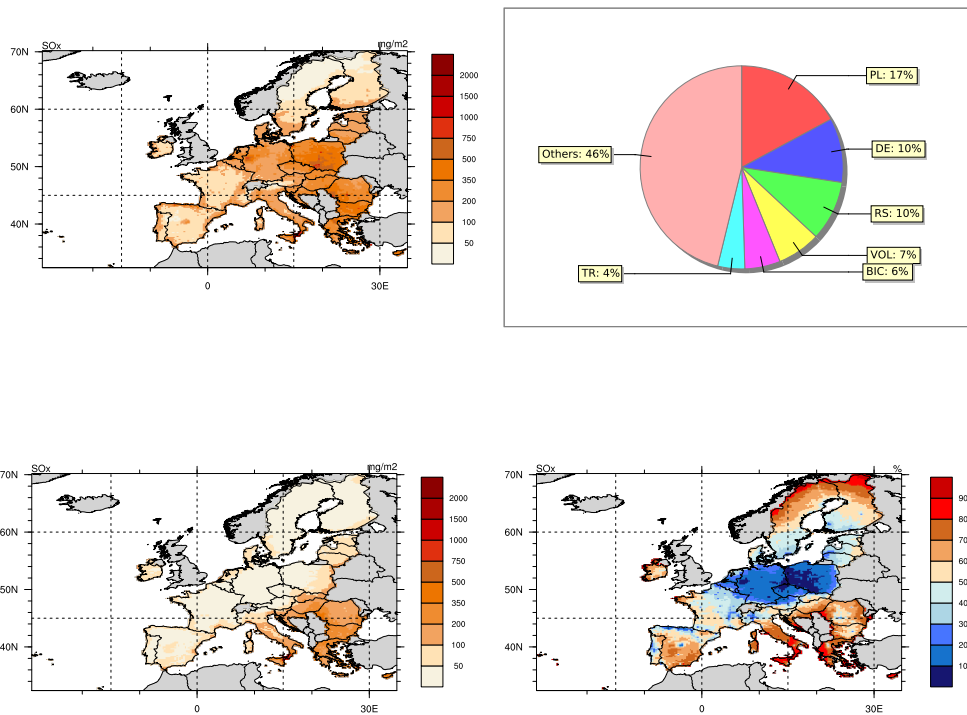 SOx mg/m2
70N
60N
50N
40N
0 30E
2000
1500
1000
750
500
350
200
100
50
PL: 17%
DE: 10%
RS: 10%
VOL: 7%
BIC: 6%
TR: 4%
Others: 46%
SOx mg/m2
70N
60N
50N
40N
0 30E
2000
1500
1000
750
500
350
200
100
50
SOx %
70N
60N
50N
40N
0 30E
90
80
70
60
50
40
30
20
10